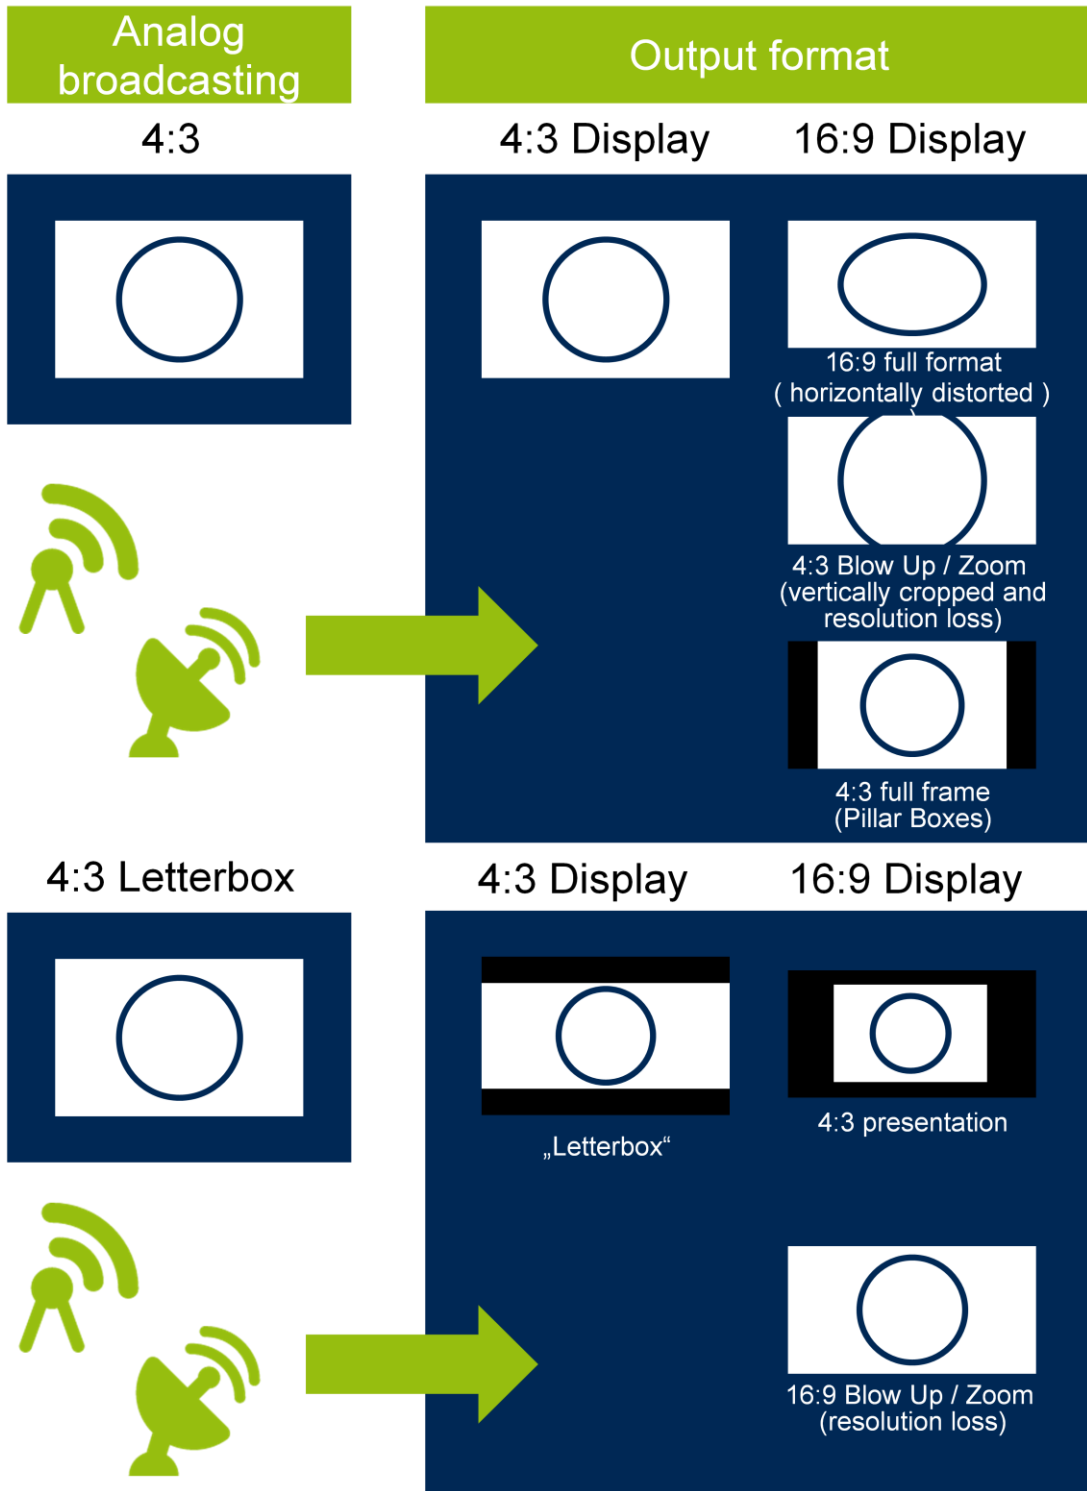 Analog
broadcasting
Output format
4:3
4:3 Display
16:9 Display
16:9 full format
( horizontally distorted )
)
4:3 Blow Up / Zoom
(vertically cropped and
resolution loss)
4:3 full frame
(Pillar Boxes)
4:3 Letterbox
4:3 Display
16:9 Display
„Letterbox“
4:3 presentation
16:9 Blow Up / Zoom
(resolution loss)